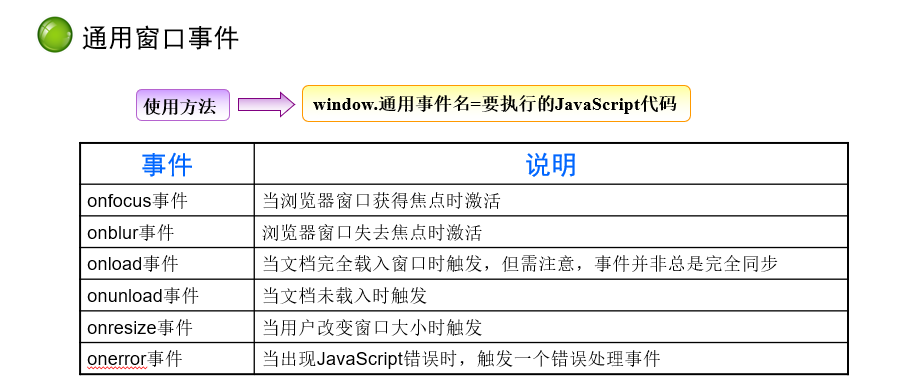 通用窗口事件
使用方法 window.通用事件名=要执行的JavaScript代码
事件 说明
onfocus事件 当浏览器窗口获得焦点时激活
onblur事件 浏览器窗口失去焦点时激活
onload事件 当文档完全载入窗口时触发，但需注意，事件并非总是完全同步
onunload事件 当文档未载入时触发
onresize事件 当用户改变窗口大小时触发
onerror事件 当出现JavaScript错误时，触发一个错误处理事件